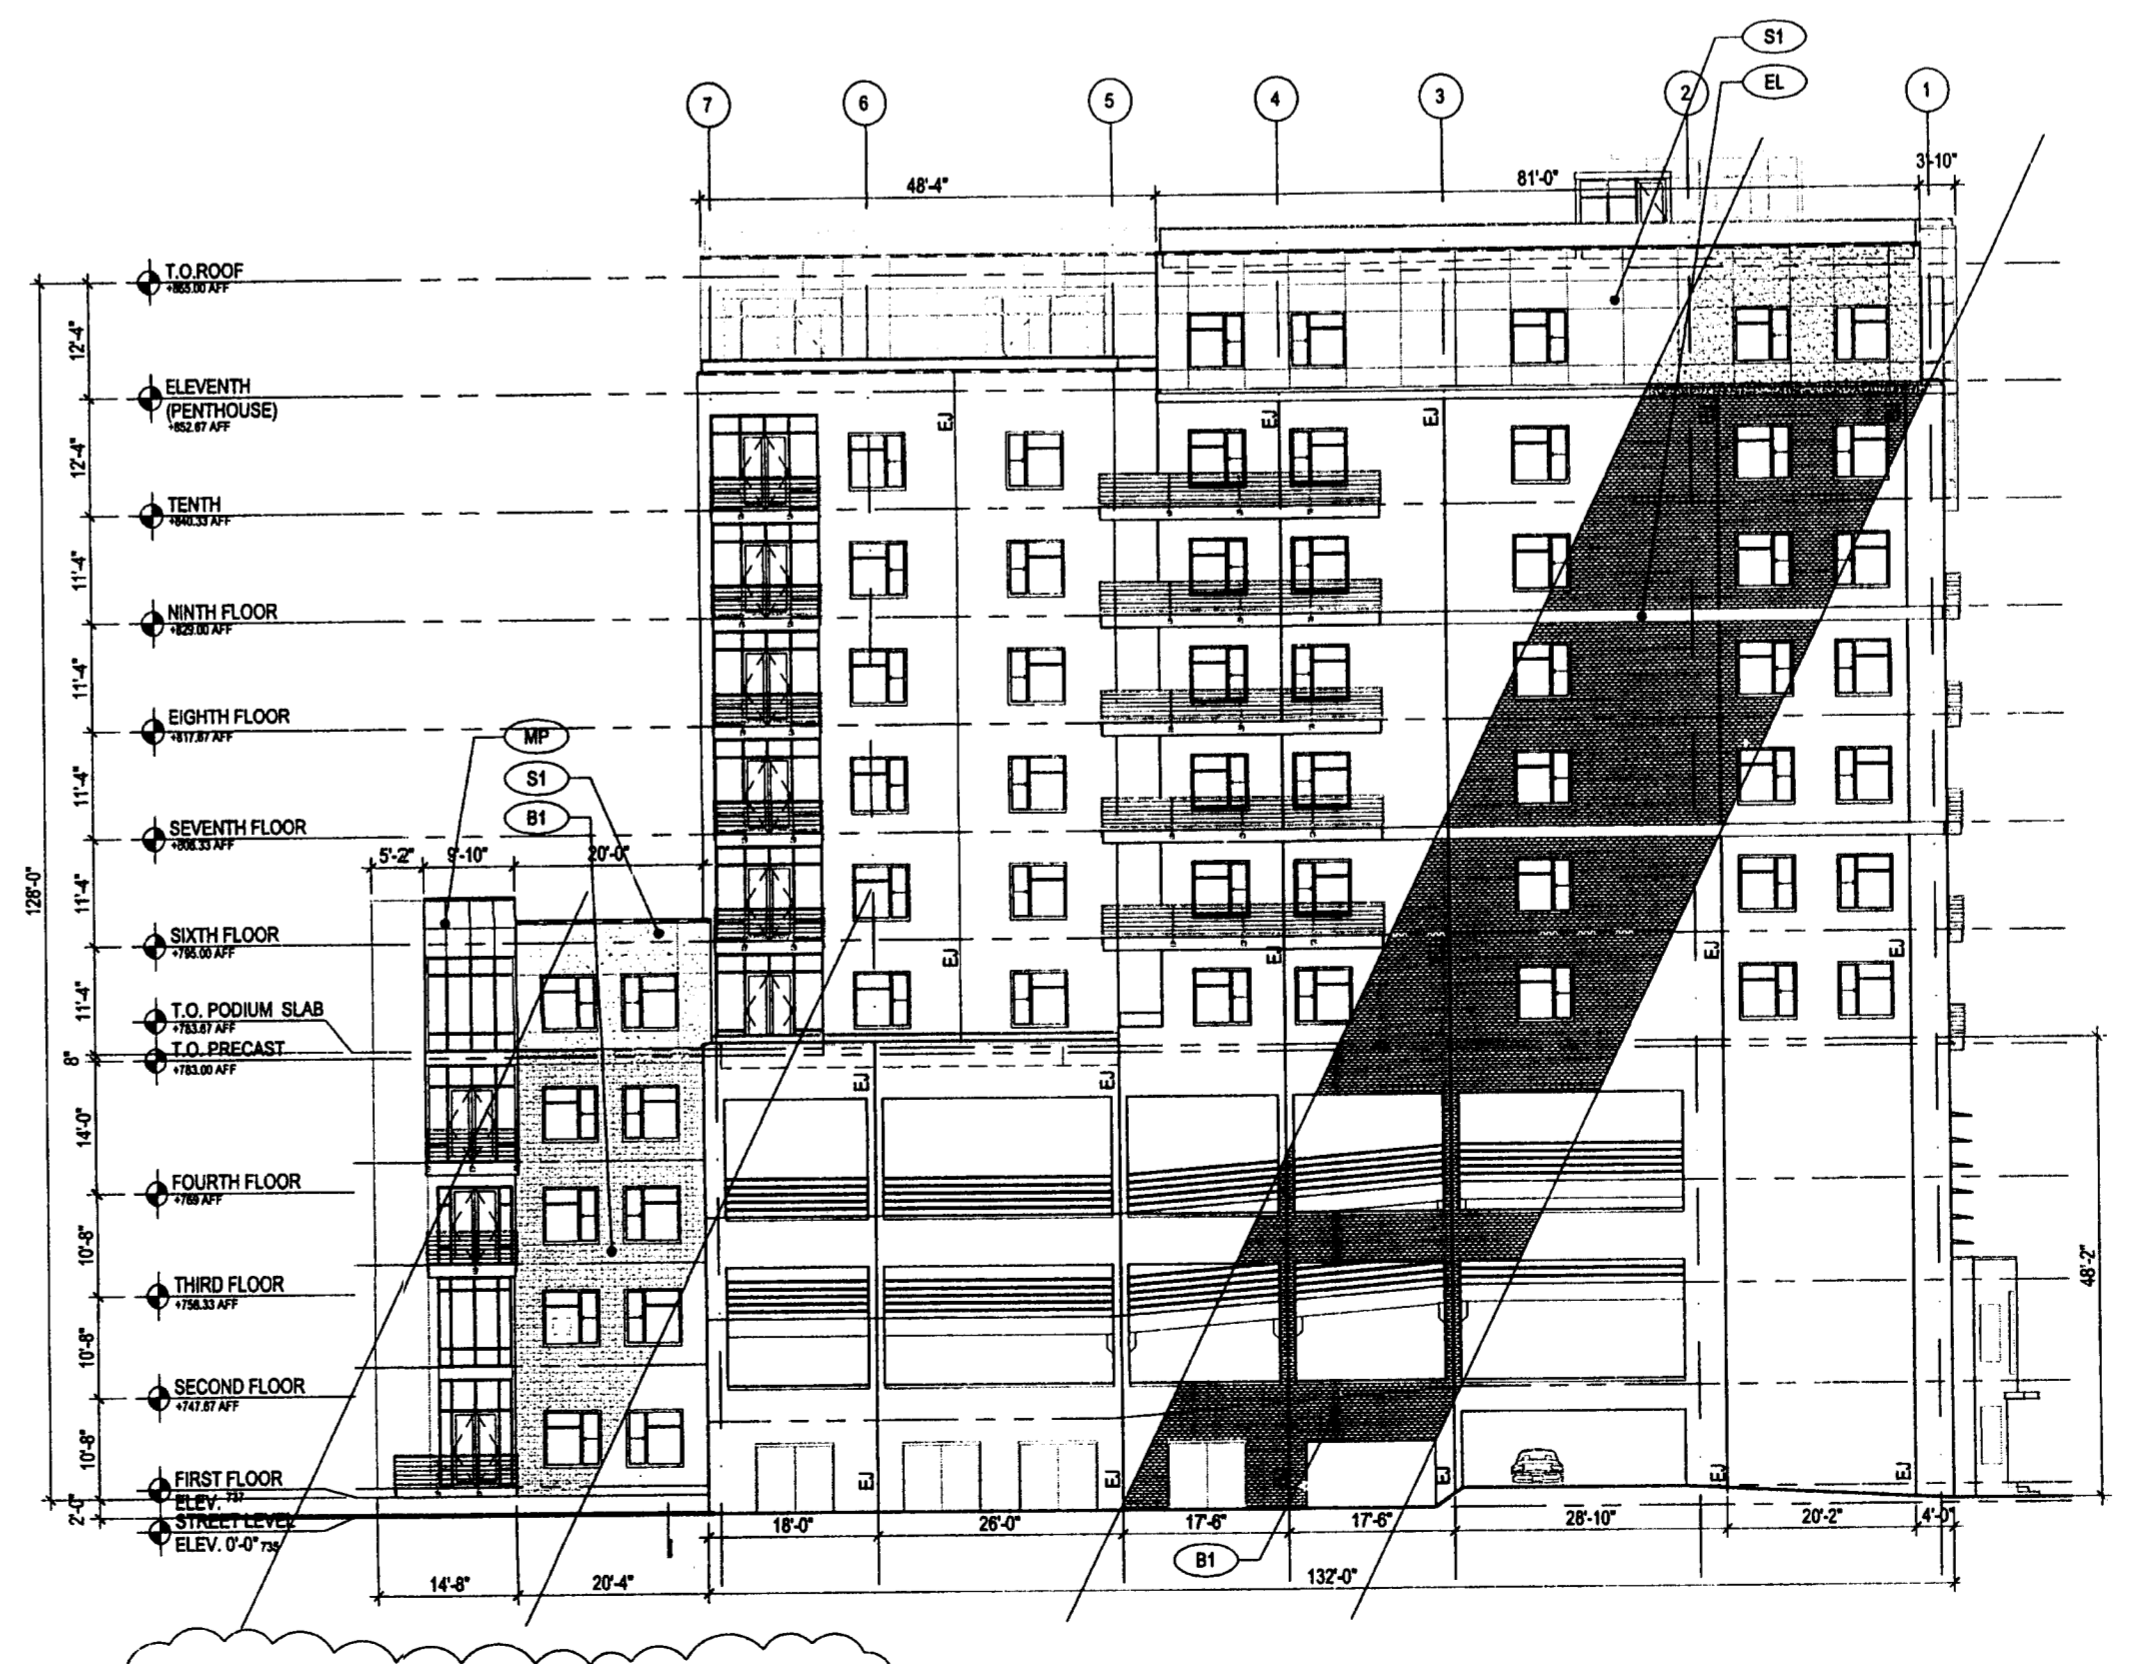 S1
EL
7
6
5
4
3
2
1
48'-4"
81'-0"
3'-10"
T.O.ROOF
+865.00 AFF
12'-4"
ELEVENTH
(PENTHOUSE)
+852.67 AFF
EJ
EJ
EJ
12'-4"
TENTH
+840.33 AFF
11'-4"
NINTH FLOOR
+829.00 AFF
11'-4"
EIGHTH FLOOR
+817.67 AFF
MP
S1
B1
11'-4"
SEVENTH FLOOR
5'-2"
9'-10"
20'-0"
128'-0"
11'-4"
SIXTH FLOOR
+795.00 AFF
EJ
EJ
EJ
EJ
11'-4"
T.O. PODIUM SLAB
+783.67 AFF
8"
T.O. PRECAST
+783.00 AFF
EJ
EJ
14'-0"
FOURTH FLOOR
+769 AFF
10'-8"
48'-2"
THIRD FLOOR
+758.33 AFF
10'-8"
SECOND FLOOR
+747.67 AFF
10'-8"
EJ
EJ
EJ
EJ
EJ
FIRST FLOOR
ELEV. 737
2'-0"
STREET LEVEL
ELEV. 0'-0" 735
18'-0"
26'-0"
17'-6"
17'-6"
28'-10"
20'-2"
4'-0"
B1
14'-8"
20'-4"
132'-0"